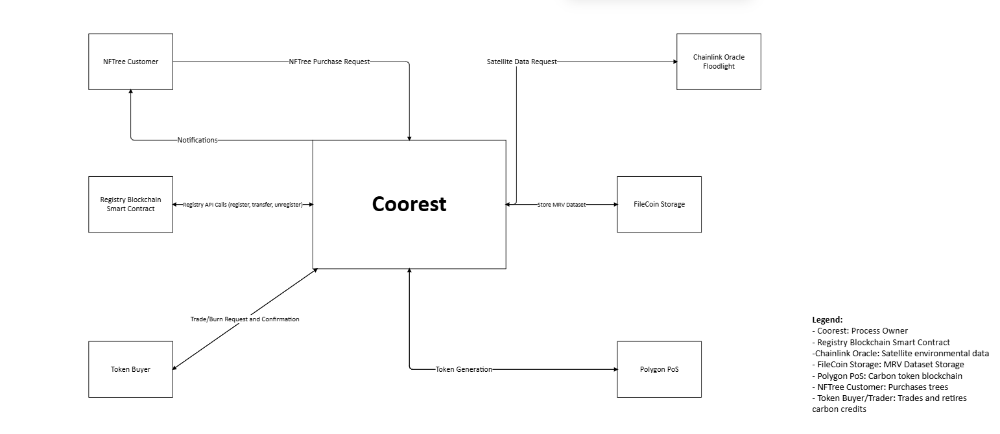 NFTree Customer
NFTree Purchase Request
Satellite Data Request
Chainlink Oracle
Floodlight
Notifications
Registry Blockchain
Smart Contract
Registry API Calls (register, transfer, unregister)
Coorest
Store MRV Dataset
FileCoin Storage
Trade/Burn Request and Confirmation
Token Buyer
Token Generation
Polygon PoS
Legend:
- Coorest: Process Owner
- Registry Blockchain Smart Contract
-Chainlink Oracle: Satellite environmental data
- FileCoin Storage: MRV Dataset Storage
- Polygon PoS: Carbon token blockchain
- NFTree Customer: Purchases trees
- Token Buyer/Trader: Trades and retires
carbon credits